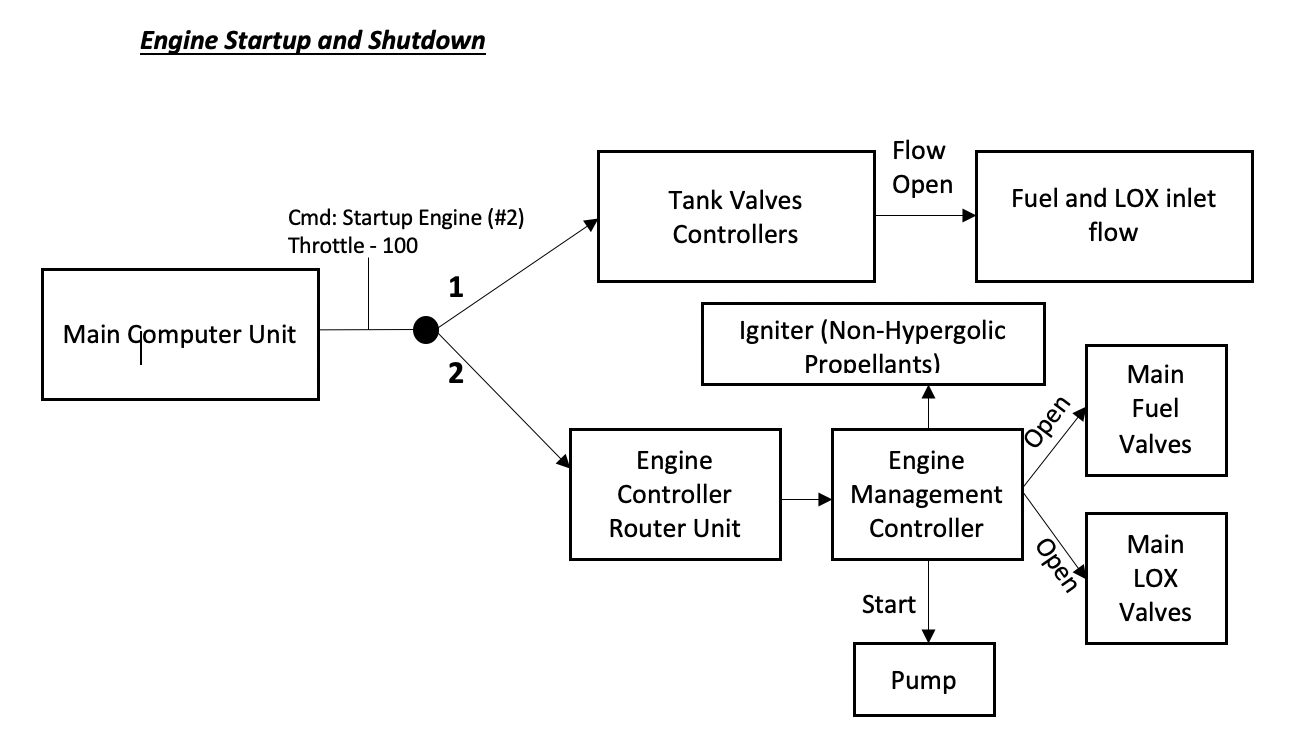 Engine Startup and Shutdown
Flow
Open
Tank Valves
Controllers
Fuel and LOX inlet
flow
Cmd: Startup Engine (#2)
Throttle - 100
1
Main Computer Unit
2
Igniter (Non-Hypergolic
Propellants)
Open
Main
Fuel
Valves
Engine
Controller
Router Unit
Engine
Management
Controller
Open
Main
LOX
Valves
Start
Pump